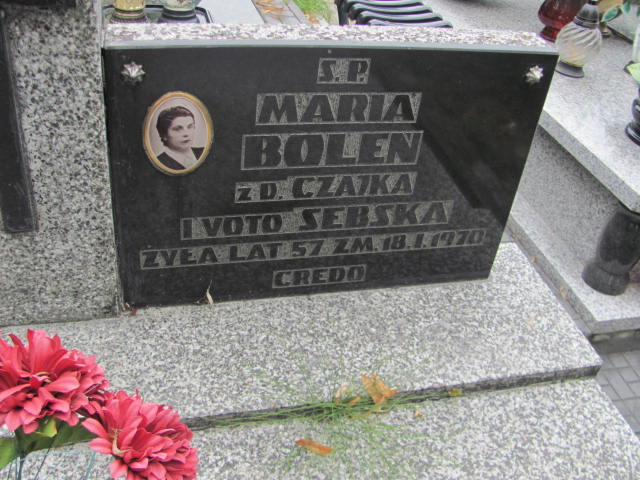 Ś.P.
MARIA
BOLEN
Z D. CZAJKA
I VOTO SEBSKA
ŻYŁA LAT 57 ZM. 18.I.1970
CREDO